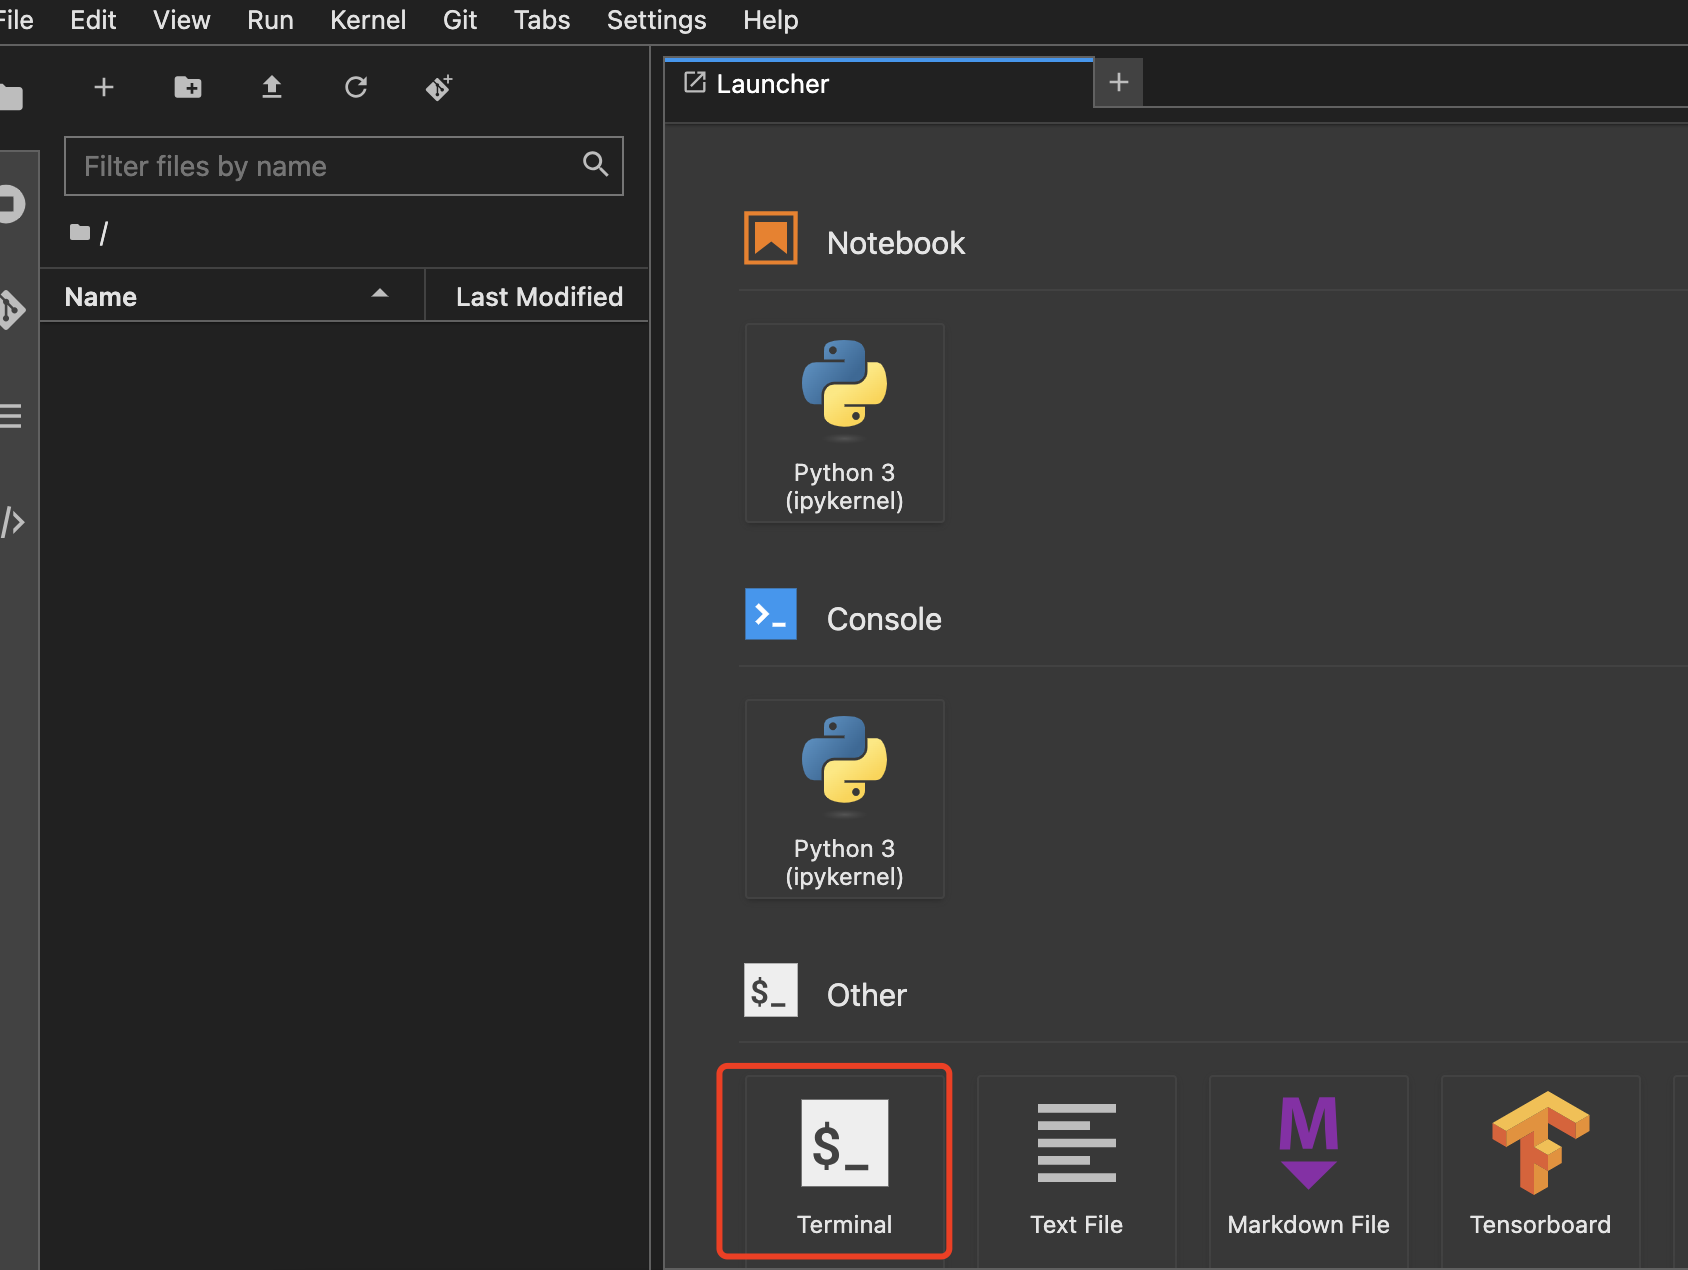 File Edit View Run Kernel Git Tabs Settings Help
Launcher
Filter files by name
/
Name Last Modified
Notebook
Python 3
(ipykernel)
Console
Python 3
(ipykernel)
$_ Other
$_
Terminal Text File Markdown File Tensorboard